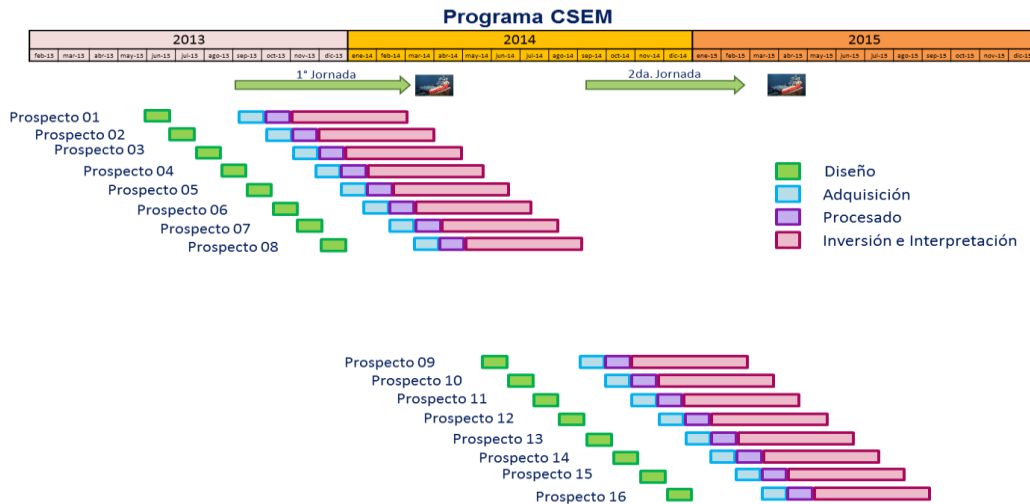 Programa CSEM
2013 2014 2015
feb-13 mar-13 abr-13 may-13 jun-13 jul-13 ago-13 sep-13 oct-13 nov-13 dic-13 ene-14 feb-14 mar-14 abr-14 may-14 jun-14 jul-14 ago-14 sep-14 oct-14 nov-14 dic-14 ene-15 feb-15 mar-15 abr-15 may-15 jun-15 jul-15 ago-15 sep-15 oct-15 nov-15 dic-15
1° Jornada 2da. Jornada
Prospecto 01
Prospecto 02
Prospecto 03
Prospecto 04
Prospecto 05
Prospecto 06
Prospecto 07
Prospecto 08
Diseño
Adquisición
Procesado
Inversión e Interpretación
Prospecto 09
Prospecto 10
Prospecto 11
Prospecto 12
Prospecto 13
Prospecto 14
Prospecto 15
Prospecto 16